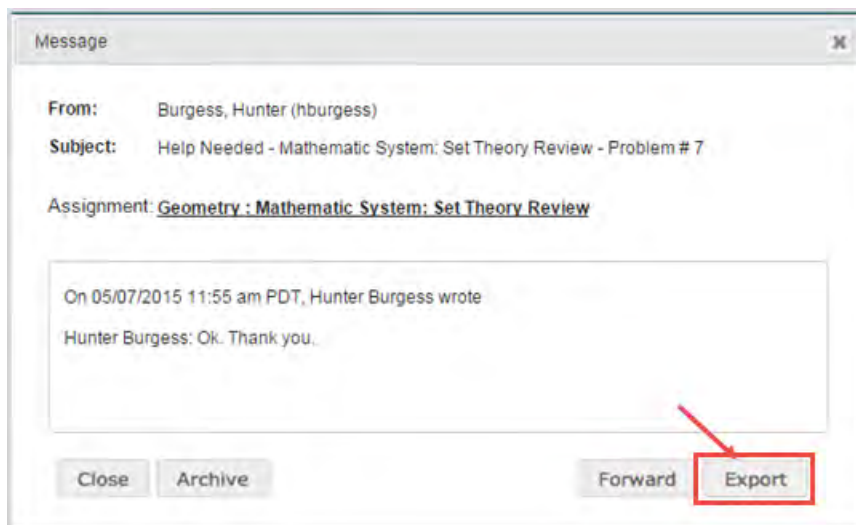 Message
From: Burgess, Hunter (hburgess)
Subject: Help Needed - Mathematic System: Set Theory Review - Problem # 7
Assignment: Geometry : Mathematic System: Set Theory Review
On 05/07/2015 11:55 am PDT, Hunter Burgess wrote
Hunter Burgess: Ok. Thank you.
Close Archive Forward Export